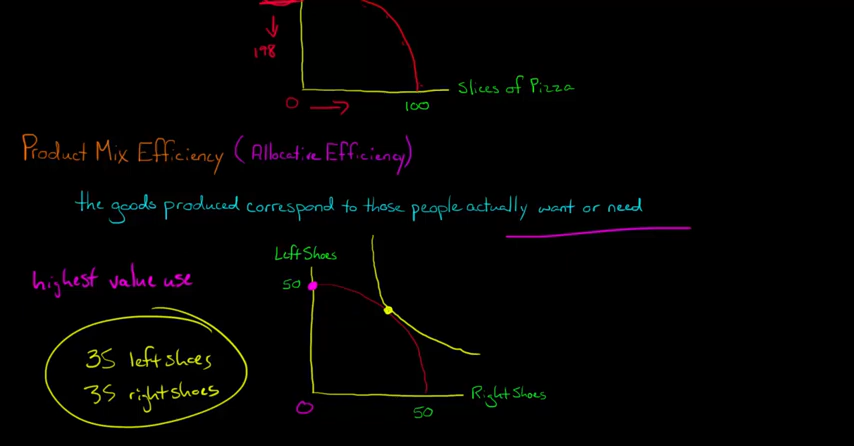 198
0
100
Slices of Pizza
Product Mix Efficiency (Allocative Efficiency)
the goods produced correspond to those people actually want or need
Left Shoes
highest value use
50
35 left shoes
35 right shoes
Right Shoes
0
50